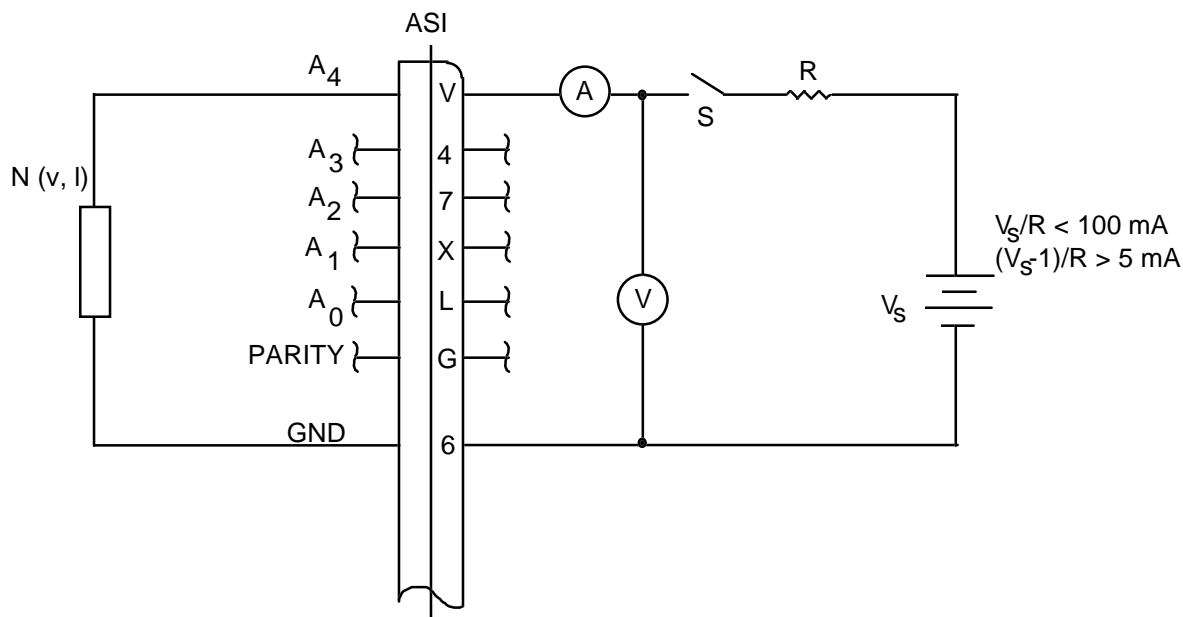 ASI
A4
V
A
S
R
A3
4
N (v, I)
A2
7
A1
X
Vs/R < 100 mA
(Vs-1)/R > 5 mA
A0
L
V
Vs
PARITY
G
GND
6